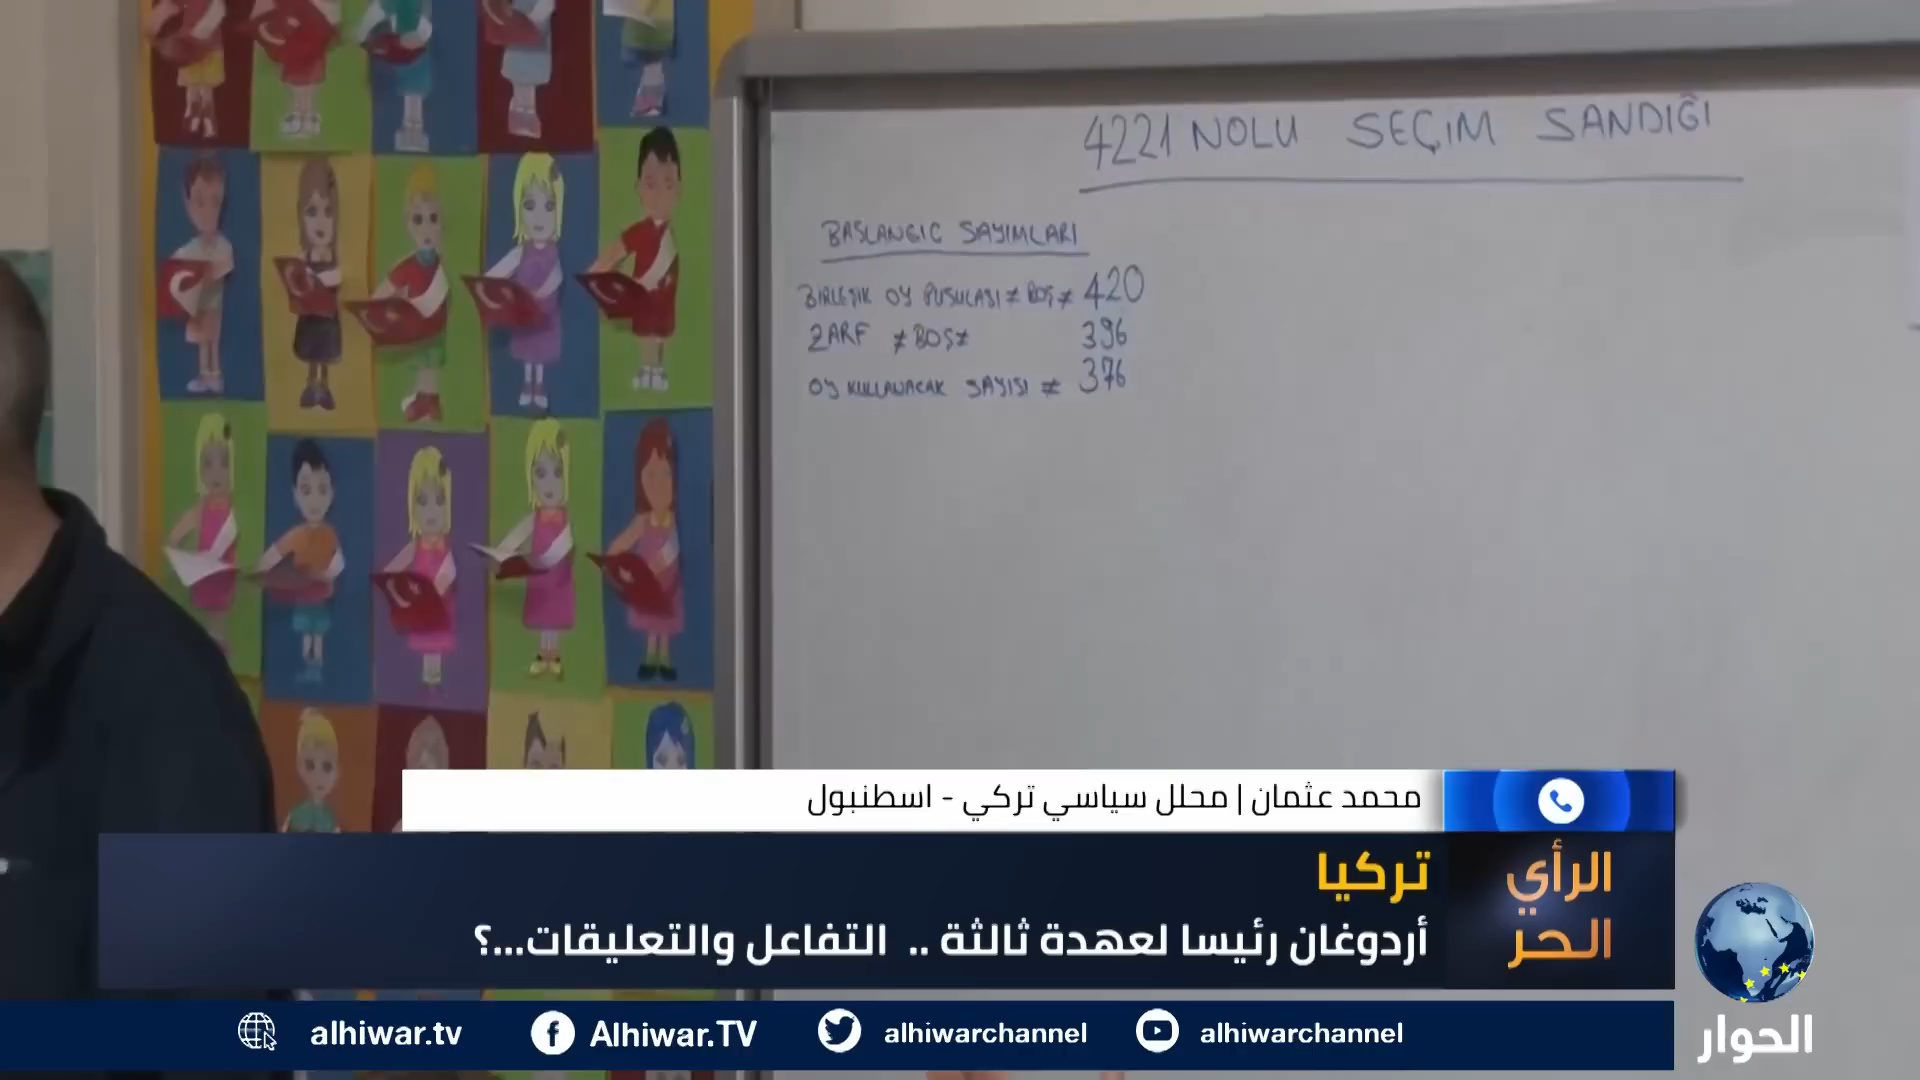 4221 NOLU SEÇİM SANDIĞI
BAŞLANGIÇ SAYIMLARI
BİRLEŞİK OY PUSULASI ≠ BOŞ ≠ 420
ZARF ≠ BOŞ ≠ 396
OY KULLANACAK SAYISI ≠ 376
محمد عثمان | محلل سياسي تركي - اسطنبول
الرأي الحر
تركيا
أردوغان رئيسا لعهدة ثالثة .. التفاعل والتعليقات...؟
الحوار
alhiwar.tv Alhiwar.TV alhiwarchannel alhiwarchannel